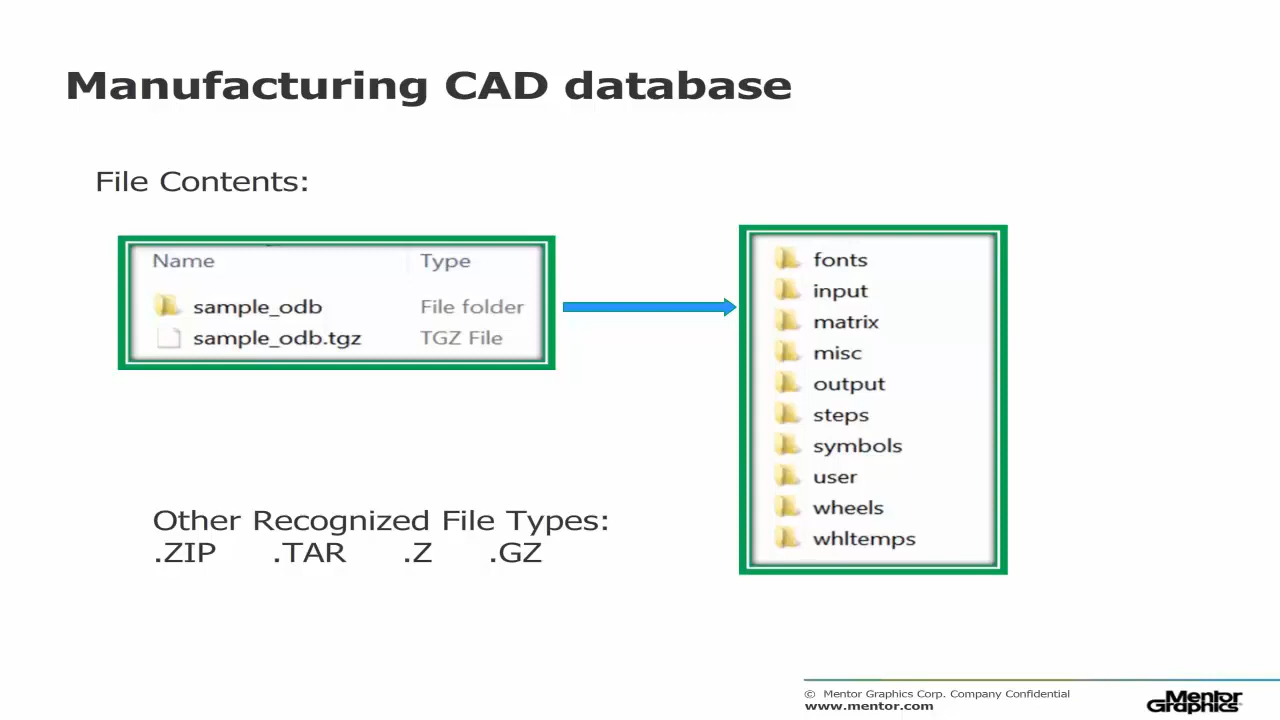 Manufacturing CAD database
File Contents:
Name Type
sample_odb File folder
sample_odb.tgz TGZ File
fonts
input
matrix
misc
output
steps
symbols
user
wheels
whltemps
Other Recognized File Types:
.ZIP .TAR .Z .GZ
© Mentor Graphics Corp. Company Confidential
www.mentor.com
Mentor
Graphics